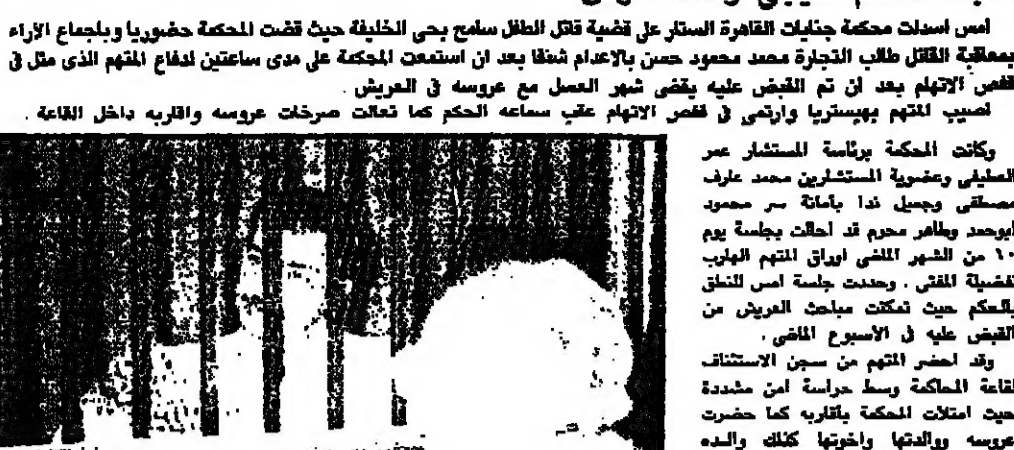 امس اسدلت محكمة جنايات القاهرة الستار على قضية قاتل الطفل سامح يحى الخليفة حيث قضت المحكمة حضوريا وباجماع الآراء
بمعاقبة القاتل طالب التجارة محمد محمود حسن بالاعدام شنقا بعد ان استمعت المحكمة على مدى ساعتين لدفاع المتهم الذى مثل فى
قفص الاتهام بعد ان تم القبض عليه يقضى شهر العسل مع عروسه فى العريش .
اصيب المتهم بهستريا وارتمى فى قفص الاتهام عقب سماعه الحكم كما تعالت صرخات عروسه واقاربه داخل القاعة .
وكانت المحكمة برئاسة المستشار عمر
العطيفى وعضوية المستشارين محمد عارف
مصطفى وجميل ندا بأمانة سر محمود
ابوحمد وطاهر محرم قد احالت بجلسة يوم
١٠ من الشهر الماضى اوراق المتهم الهارب
لفضيلة المفتى . وحددت جلسة امس للنطق
بالحكم حيث تمكنت مباحث العريش من
القبض عليه فى الاسبوع الماضى .
وقد احضر المتهم من سجن الاستئناف
لقاعة المحاكمة وسط حراسة امن مشددة
حيث امتلات المحكمة باقاربه كما حضرت
عروسه ووالدتها واخوتها كذلك والده